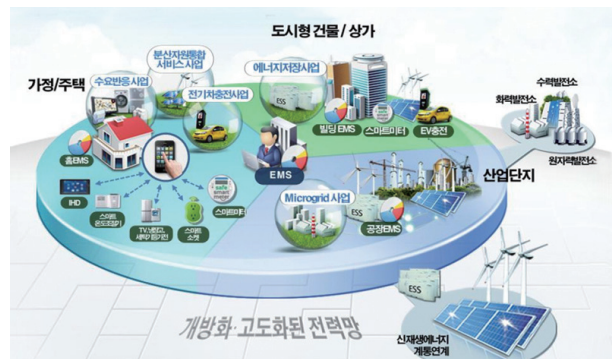 도시형 건물 / 상가
분산자원통합
서비스 사업
가정/주택
수요반응 사업
에너지저장사업
전기차충전사업
ESS
수력발전소
화력발전소
원자력발전소
빌딩 EMS
스마트미터
EV충전
홈EMS
EMS
산업단지
safe
smart
meter
IHD
스마트
온도조절기
TV, 냉장고,
세탁기등가전
스마트
소켓
스마트미터
Microgrid 사업
ESS
공장EMS
ESS
개방화·고도화된 전력망
신재생에너지
계통연계